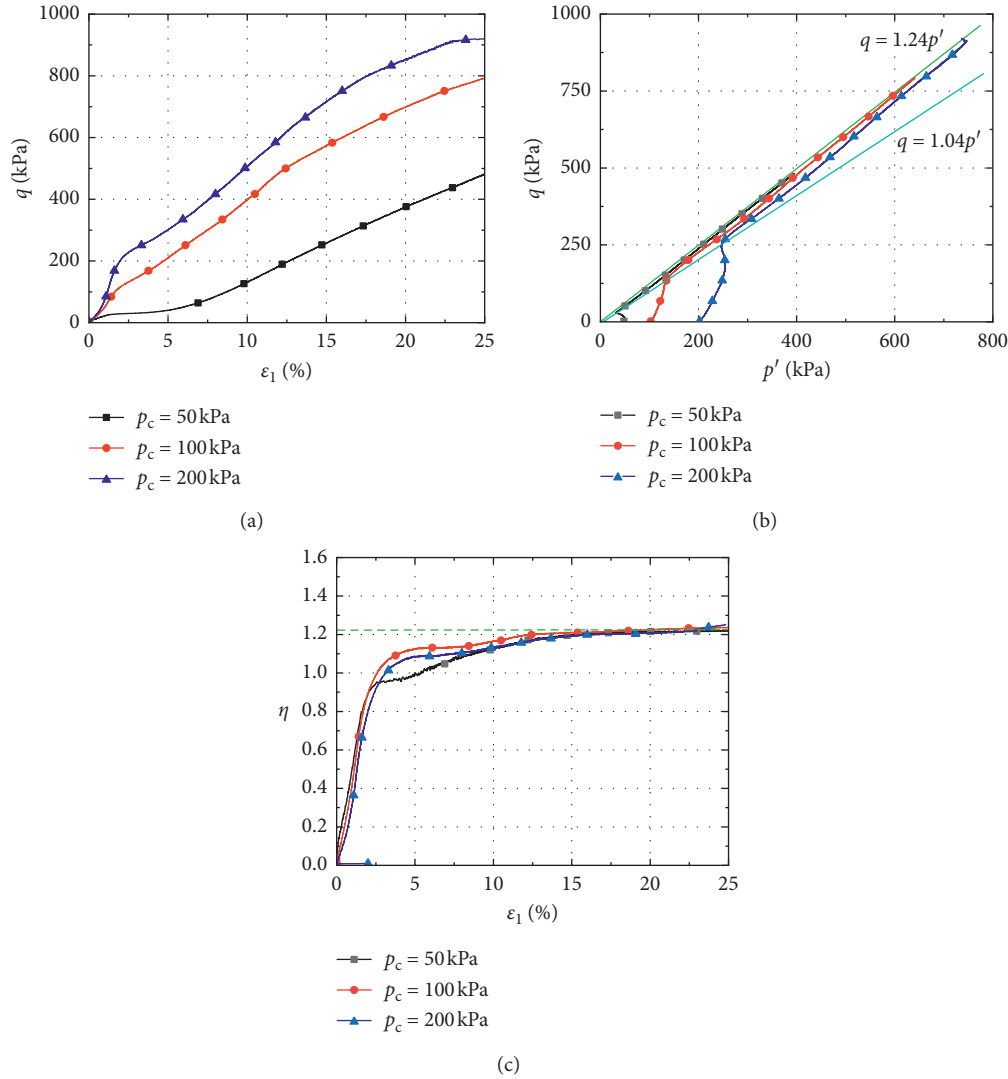 1000
800
600
400
200
0
q (kPa)
0 5 10 15 20 25
ε1 (%)
pc = 50 kPa
pc = 100 kPa
pc = 200 kPa
(a)
1000
750
500
250
0
q (kPa)
q = 1.24p′
q = 1.04p′
0 200 400 600 800
p′ (kPa)
pc = 50 kPa
pc = 100 kPa
pc = 200 kPa
(b)
1.6
1.4
1.2
1.0
0.8
0.6
0.4
0.2
0.0
η
0 5 10 15 20 25
ε1 (%)
pc = 50 kPa
pc = 100 kPa
pc = 200 kPa
(c)